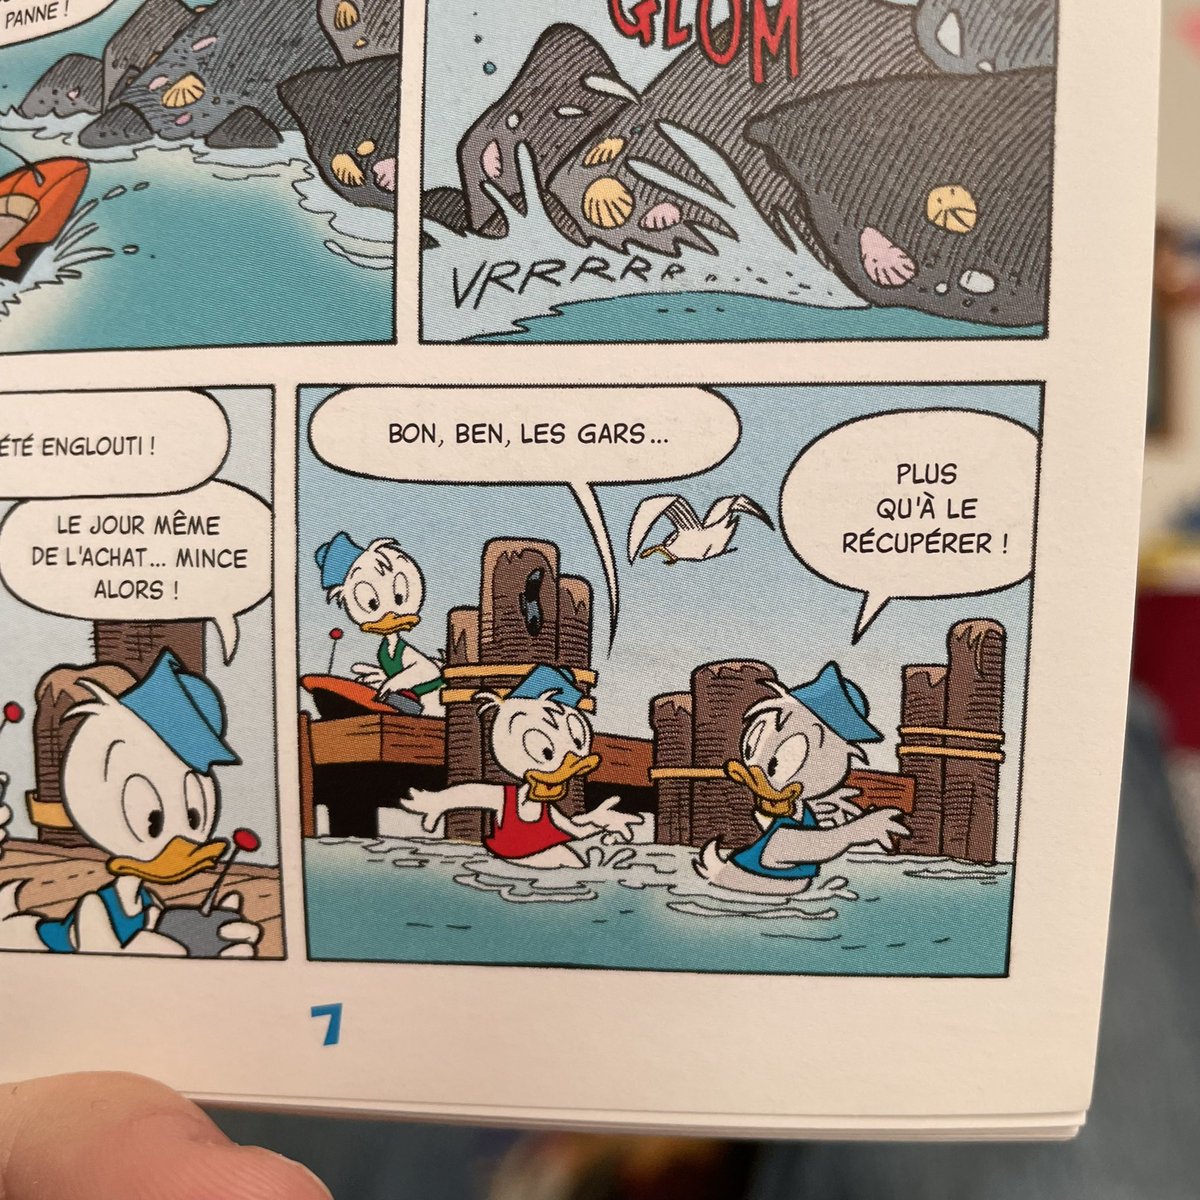 PANNE !
GLOM
VRRRRR...
ÉTÉ ENGLOUTI !
LE JOUR MÊME
DE L'ACHAT... MINCE
ALORS !
BON, BEN, LES GARS...
PLUS
QU'À LE
RÉCUPÉRER !
7